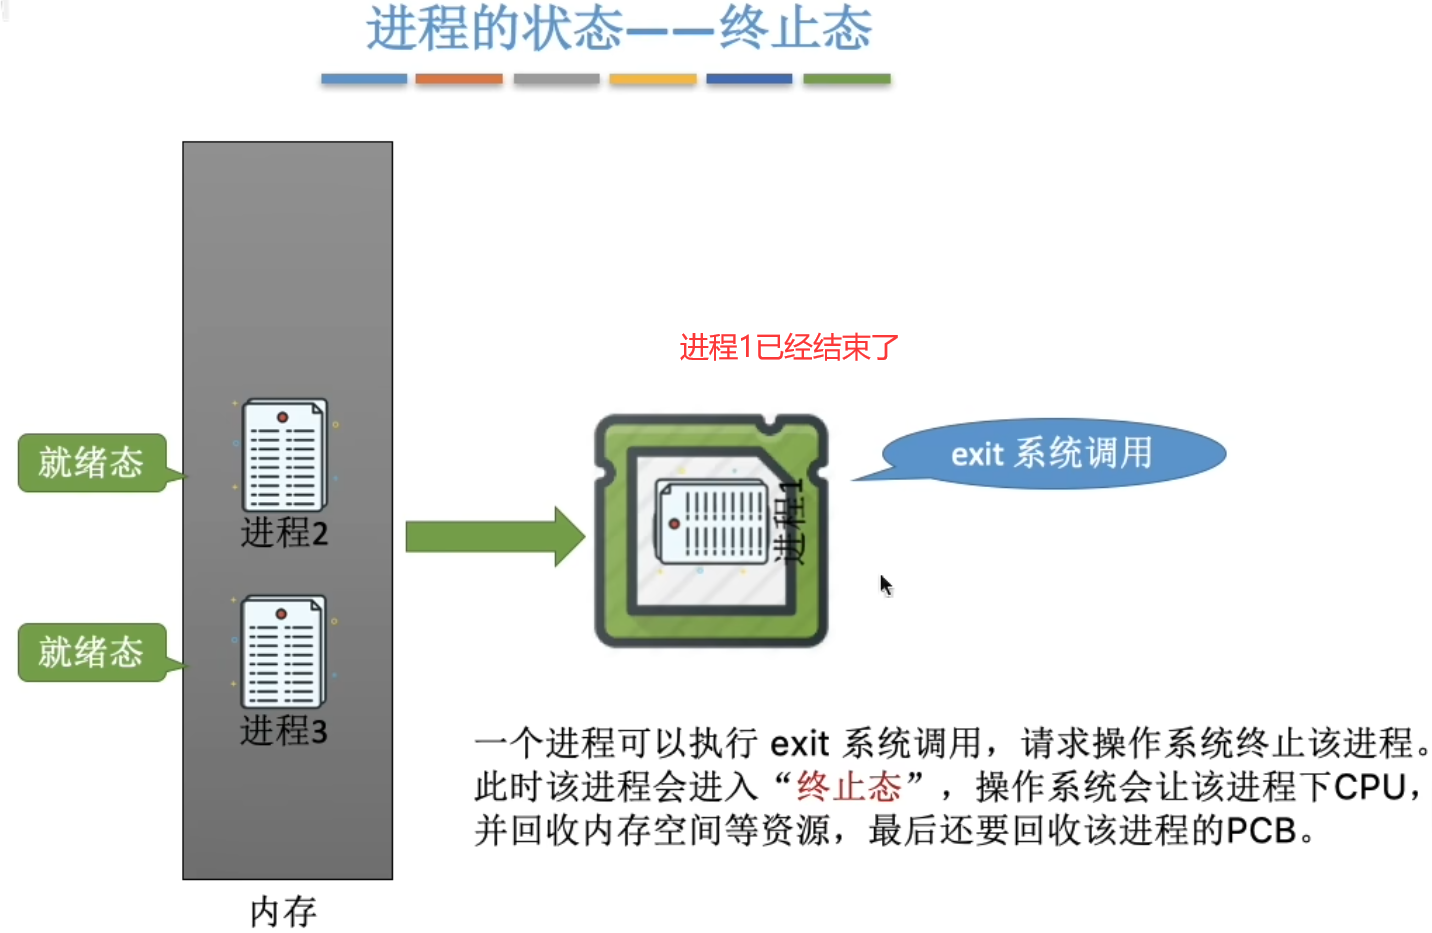 进程的状态——终止态
进程1已经结束了
就绪态
进程2
exit 系统调用
进程1
就绪态
进程3
一个进程可以执行 exit 系统调用，请求操作系统终止该进程。
此时该进程会进入“终止态”，操作系统会让该进程下CPU，
并回收内存空间等资源，最后还要回收该进程的PCB。
内存